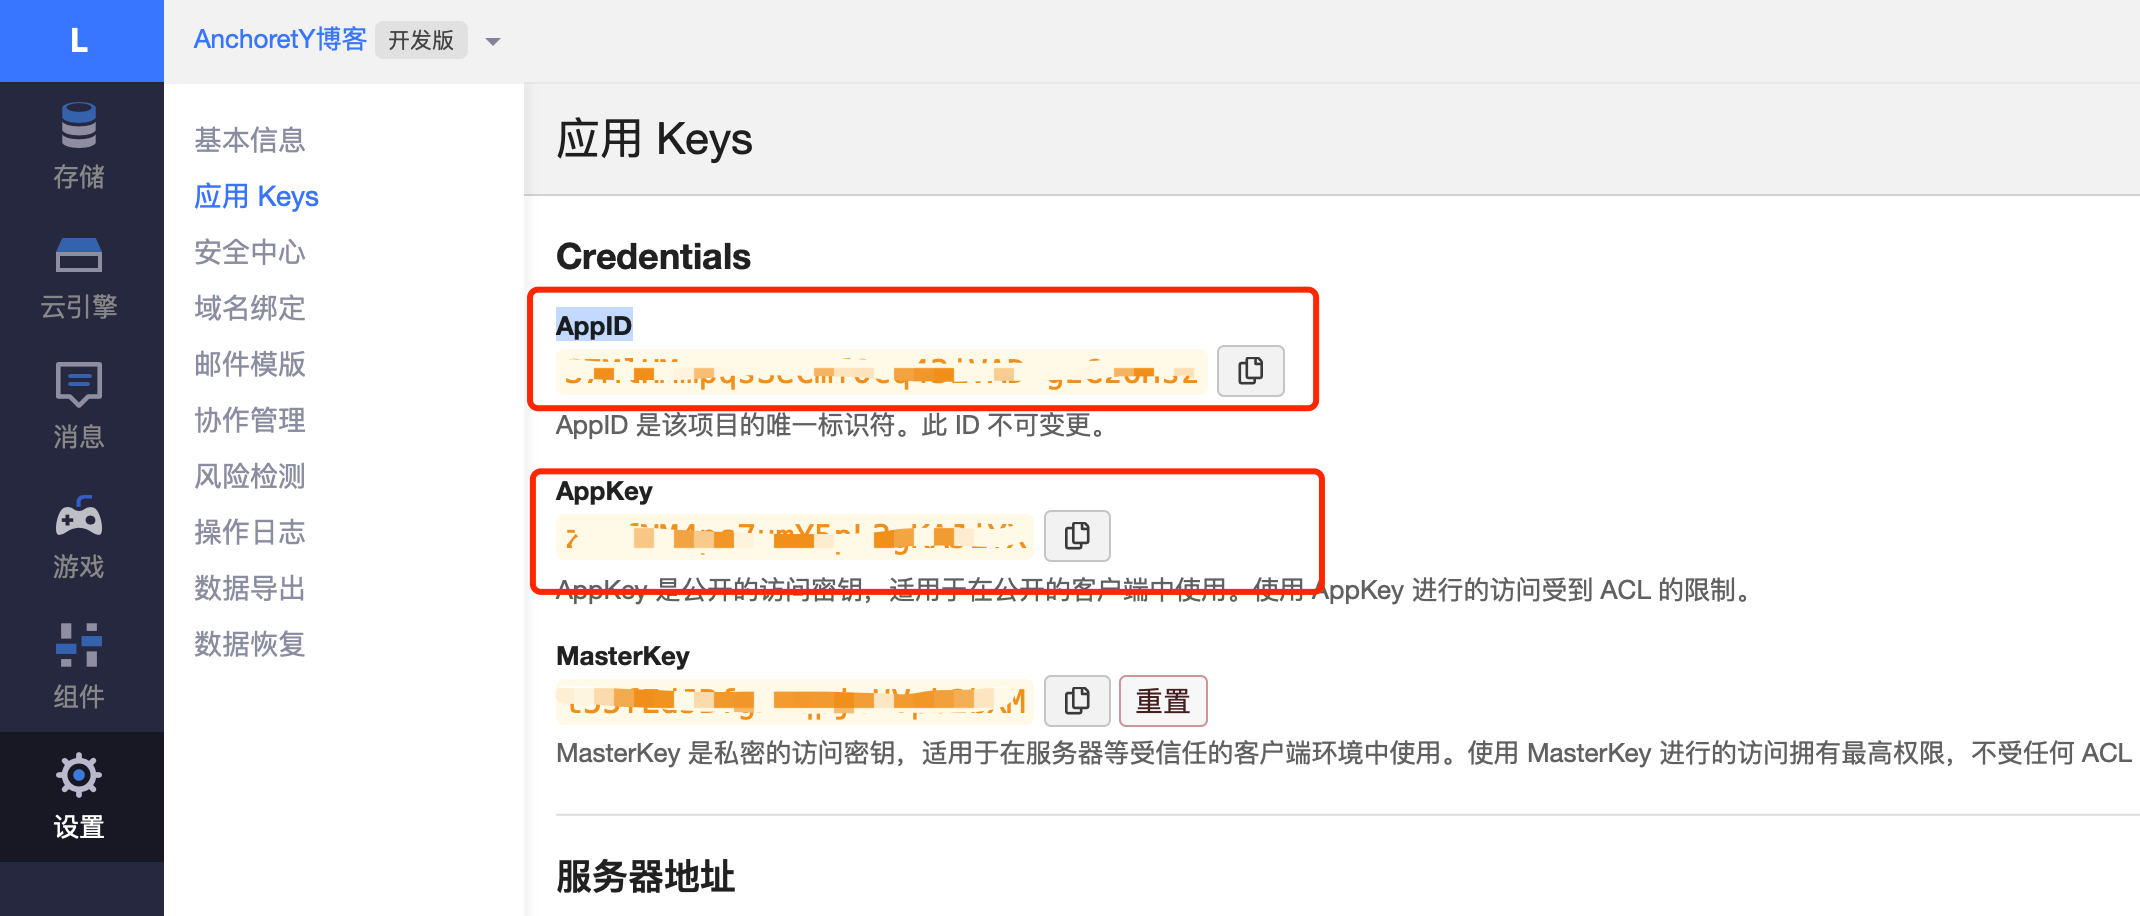 L
AnchoretY博客 开发版
存储
云引擎
消息
游戏
组件
设置
基本信息
应用 Keys
安全中心
域名绑定
邮件模版
协作管理
风险检测
操作日志
数据导出
数据恢复
应用 Keys
Credentials
AppID
AppID 是该项目的唯一标识符。此 ID 不可变更。
AppKey
AppKey 是公开的访问密钥，适用于在公开的客户端中使用。使用 AppKey 进行的访问受到 ACL 的限制。
MasterKey
重置
MasterKey 是私密的访问密钥，适用于在服务器等受信任的客户端环境中使用。使用 MasterKey 进行的访问拥有最高权限，不受任何 ACL
服务器地址